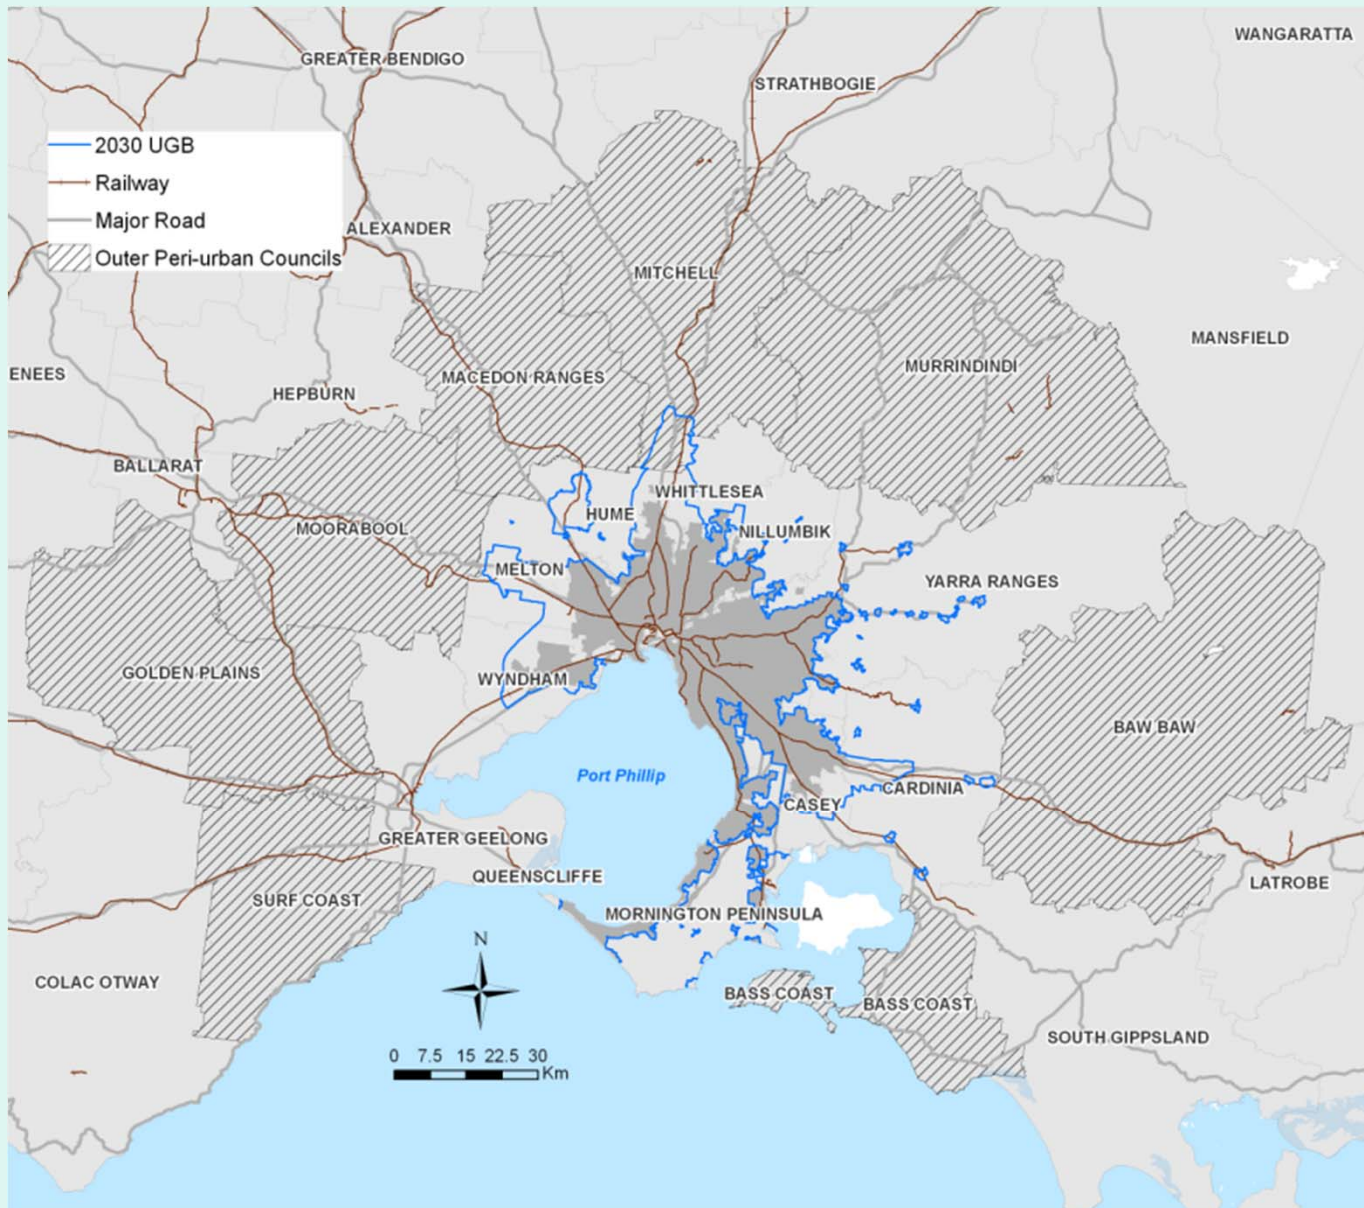 WANGARATTA
GREATER BENDIGO
STRATHBOGIE
2030 UGB
Railway
Major Road
Outer Peri-urban Councils
ALEXANDER
MITCHELL
MANSFIELD
MURRINDINDI
ENEES
MACEDON RANGES
HEPBURN
BALLARAT
WHITTLESEA
HUME
MOORABOOL
NILLUMBIK
MELTON
YARRA RANGES
GOLDEN PLAINS
WYNDHAM
BAW BAW
Port Phillip
CARDINIA
CASEY
GREATER GEELONG
QUEENSCLIFFE
LATROBE
SURF COAST
MORNINGTON PENINSULA
N
COLAC OTWAY
BASS COAST
BASS COAST
SOUTH GIPPSLAND
0 7.5 15 22.5 30
Km